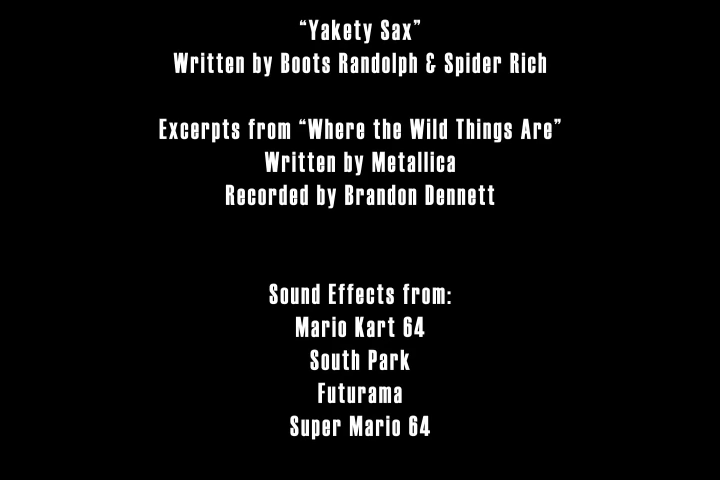 “Yakety Sax”
Written by Boots Randolph & Spider Rich
Excerpts from “Where the Wild Things Are”
Written by Metallica
Recorded by Brandon Dennett
Sound Effects from:
Mario Kart 64
South Park
Futurama
Super Mario 64